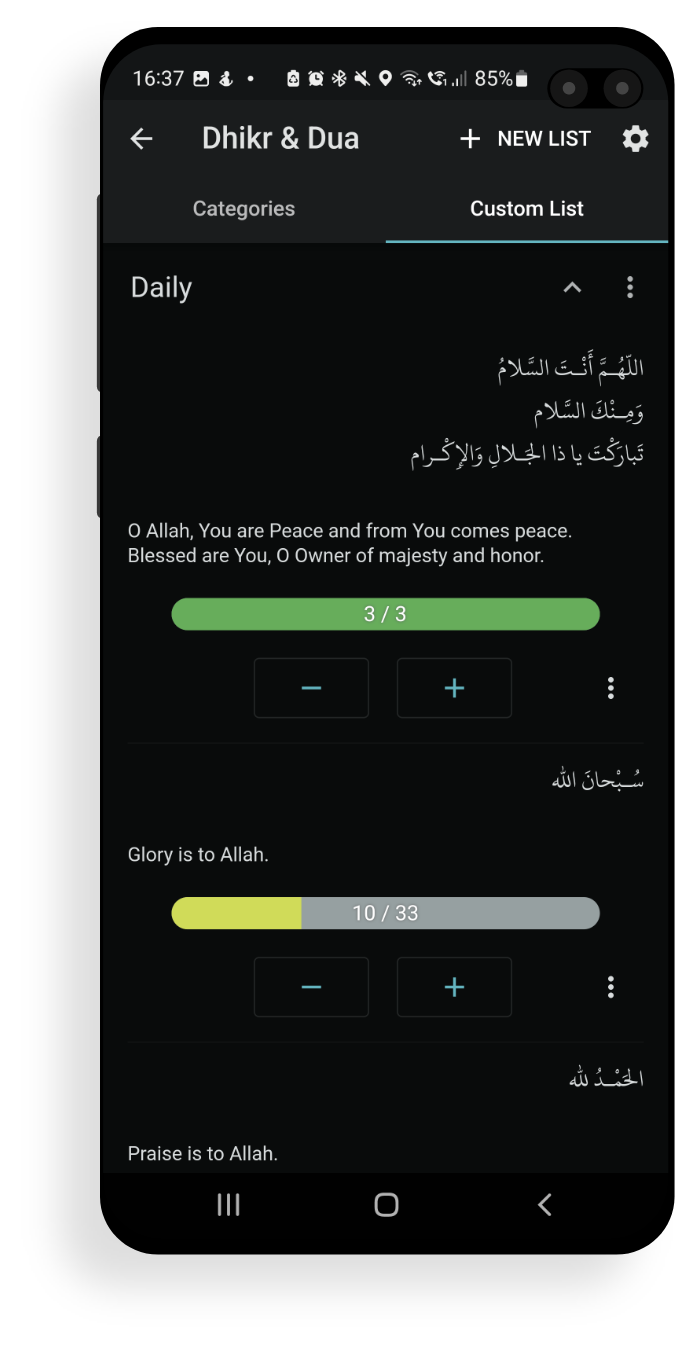 16:37
85%
Dhikr & Dua
+ NEW LIST
Categories
Custom List
Daily
اللّهُـمَّ أَنْـتَ السَّلامُ
وَمِـنْكَ السَّلام
تَبارَكْتَ يا ذا الجَـلالِ وَالإِكْـرام
O Allah, You are Peace and from You comes peace.
Blessed are You, O Owner of majesty and honor.
3 / 3
− +
سُـبْحانَ الله
Glory is to Allah.
10 / 33
− +
الحَمْـدُ لله
Praise is to Allah.